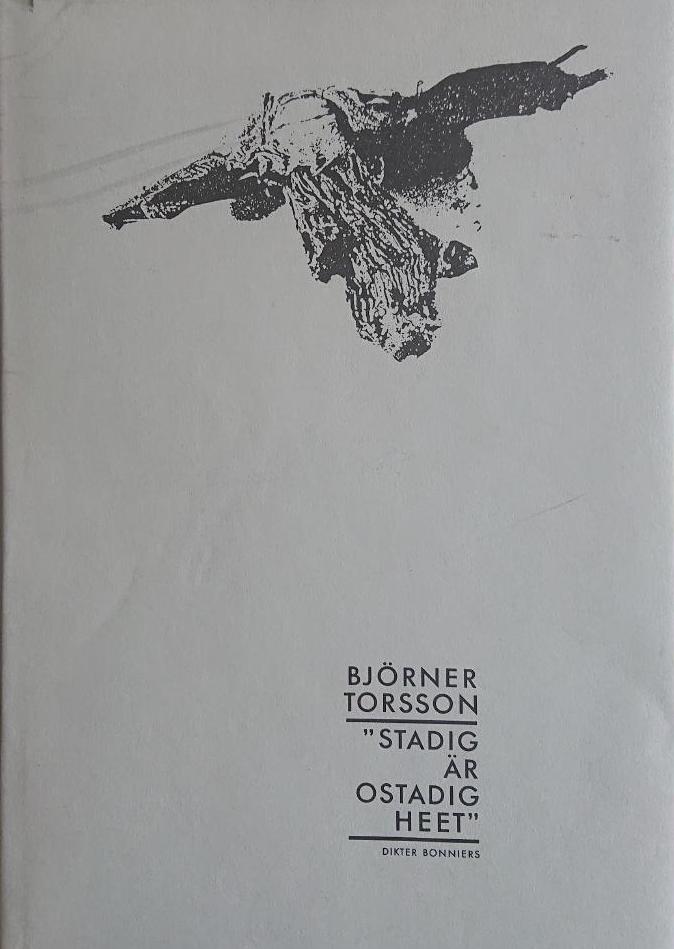 BJÖRNER
TORSSON
”STADIG
ÄR
OSTADIG
HEET”
DIKTER BONNIERS